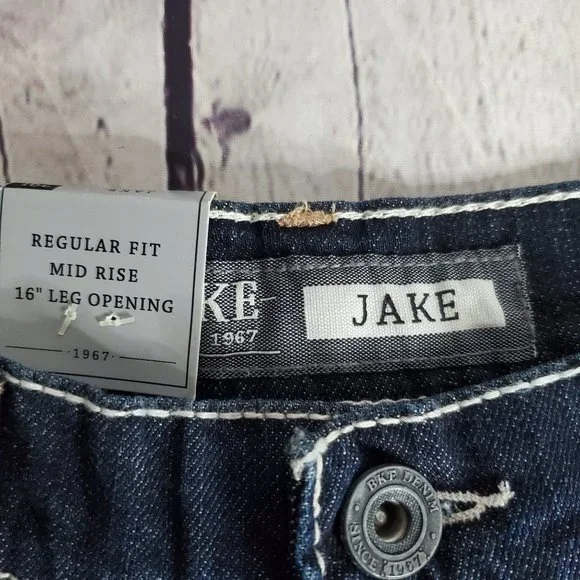 REGULAR FIT
MID RISE
16" LEG OPENING
·1967·
KE
1967
JAKE
BKE DENIM
SINCE {1967}